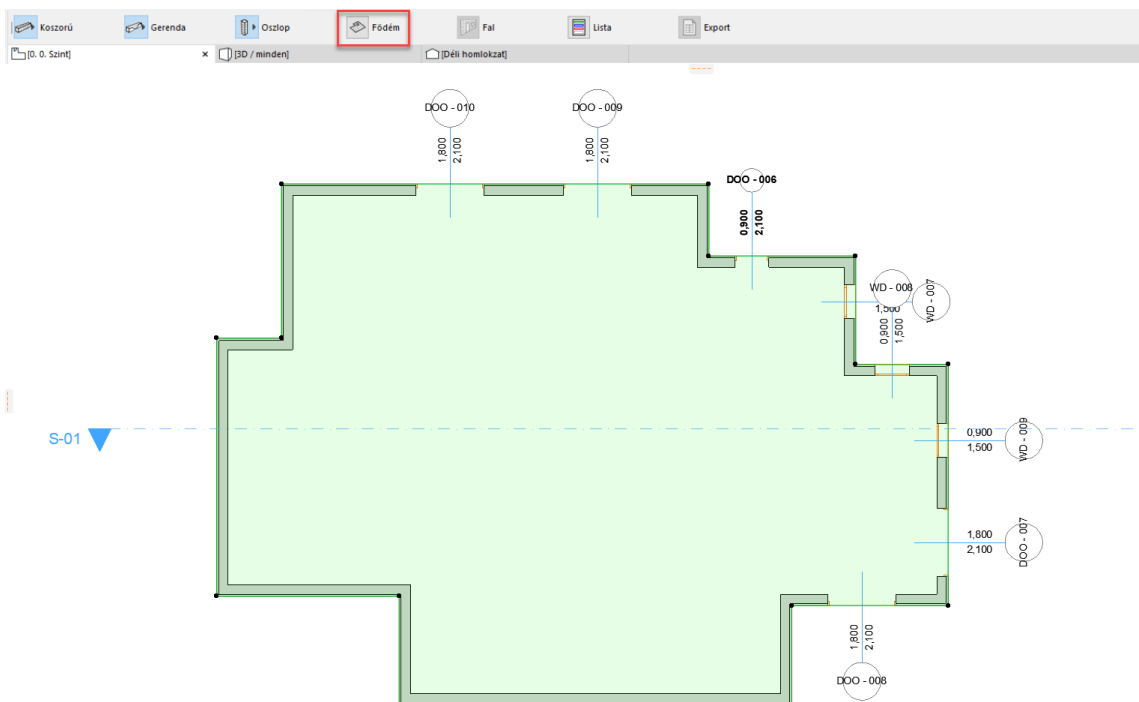 Koszorú Gerenda Oszlop Födém Fal Lista Export
[0. 0. Szint] × [3D / minden] [Déli homlokzat]
DOO - 010 DOO - 009
1,800 2,100 1,800 2,100
DOO - 006
0,900 2,100
WD - 008 WD - 007
1,500
0,900 1,500
S-01
0,900 WD - 009
1,500
1,800 DOO - 007
2,100
1,800 2,100
DOO - 008